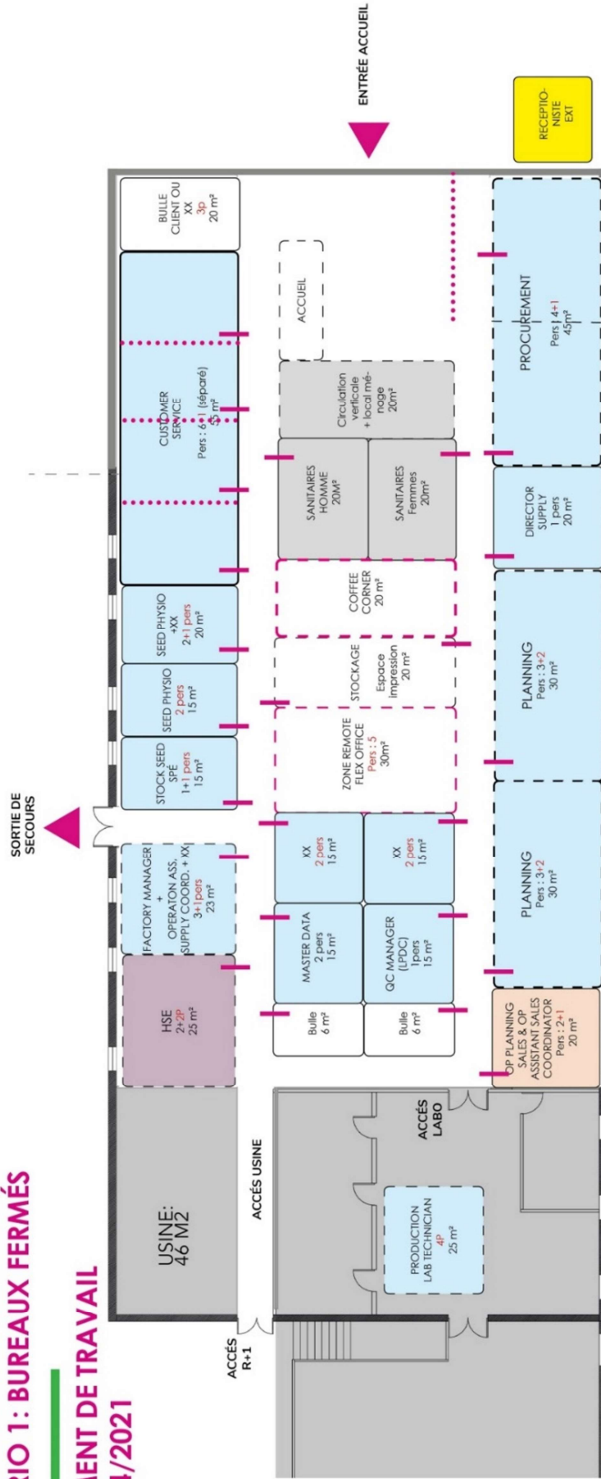 RIO 1: BUREAUX FERMÉS
MENT DE TRAVAIL
4/2021
SORTIE DE
SECOURS
ENTRÉE ACCUEIL
USINE:
46 M2
HSE
2+2P
25 m²
FACTORY MANAGER
+
OPERATON ASS,
SUPPLY COORD. + XX
3+1pers
23 m²
STOCK SEED
SPÉ
1+1 pers
15 m²
SEED PHYSIO
2 pers
15 m²
SEED PHYSIO
+XX
2+1 pers
20 m²
CUSTOMER
SERVICE
Pers : 6+1 (séparé)
55 m²
BULLE
CLIENT OU
XX
3p
20 m²
ACCÉS
R+1
ACCÉS USINE
Bulle
6 m²
MASTER DATA
2 pers
15 m²
XX
2 pers
15 m²
Bulle
6 m²
QC MANAGER
(LPDC)
1pers
15 m²
XX
2 pers
15 m²
ZONE REMOTE
FLEX OFFICE
Pers : 5
30m²
STOCKAGE
Espace
impression
20 m²
COFFEE
CORNER
20 m²
SANITAIRES
HOMME
20M²
SANITAIRES
Femmes
20m²
Circulation
verticale
+ local mé-
nage
20m²
ACCUEIL
PRODUCTION
LAB TECHNICIAN
4P
25 m²
ACCÉS
LABO
OP PLANNING
SALES & OP
ASSISTANT SALES
COORDINATOR
Pers : 2+1
20 m²
PLANNING
Pers : 3+2
30 m²
PLANNING
Pers : 3+2
30 m²
DIRECTOR
SUPPLY
1 pers
20 m²
PROCUREMENT
Pers : 4+1
45m²
RECEPTIO-
NISTE
EXT